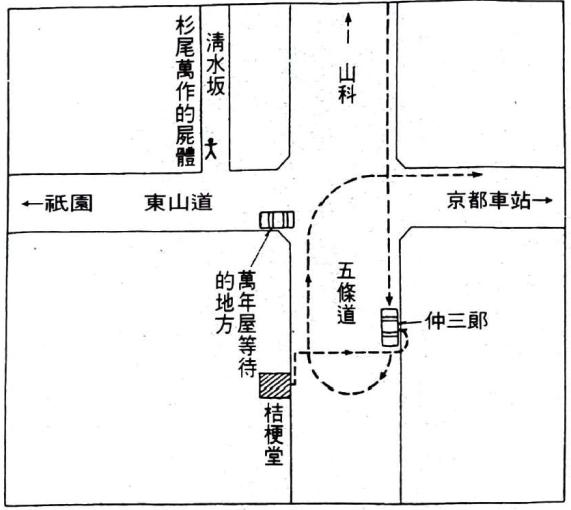 杉尾萬作的屍體
清水坂
↑山科
←祇園
東山道
京都車站→
萬年屋等待
的地方
五條道
仲三郎
桔梗堂